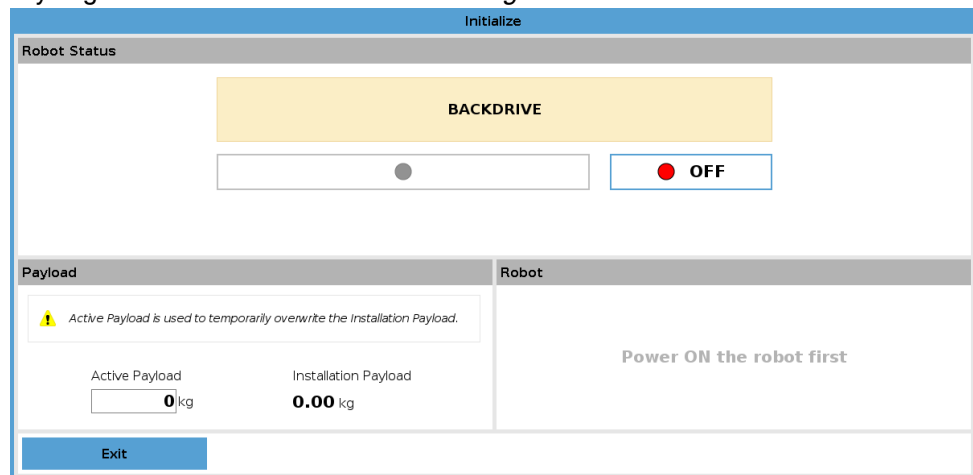 Initialize
Robot Status
BACKDRIVE
OFF
Payload
Robot
Active Payload is used to temporarily overwrite the Installation Payload.
Power ON the robot first
Active Payload Installation Payload
0 kg 0.00 kg
Exit